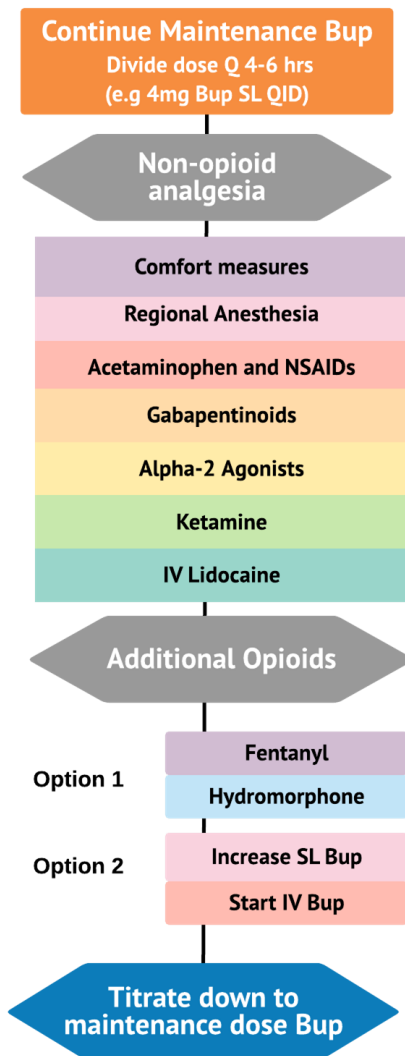 Continue Maintenance Bup
Divide dose Q 4-6 hrs
(e.g 4mg Bup SL QID)
Non-opioid
analgesia
Comfort measures
Regional Anesthesia
Acetaminophen and NSAIDs
Gabapentinoids
Alpha-2 Agonists
Ketamine
IV Lidocaine
Additional Opioids
Option 1
Fentanyl
Hydromorphone
Option 2
Increase SL Bup
Start IV Bup
Titrate down to
maintenance dose Bup